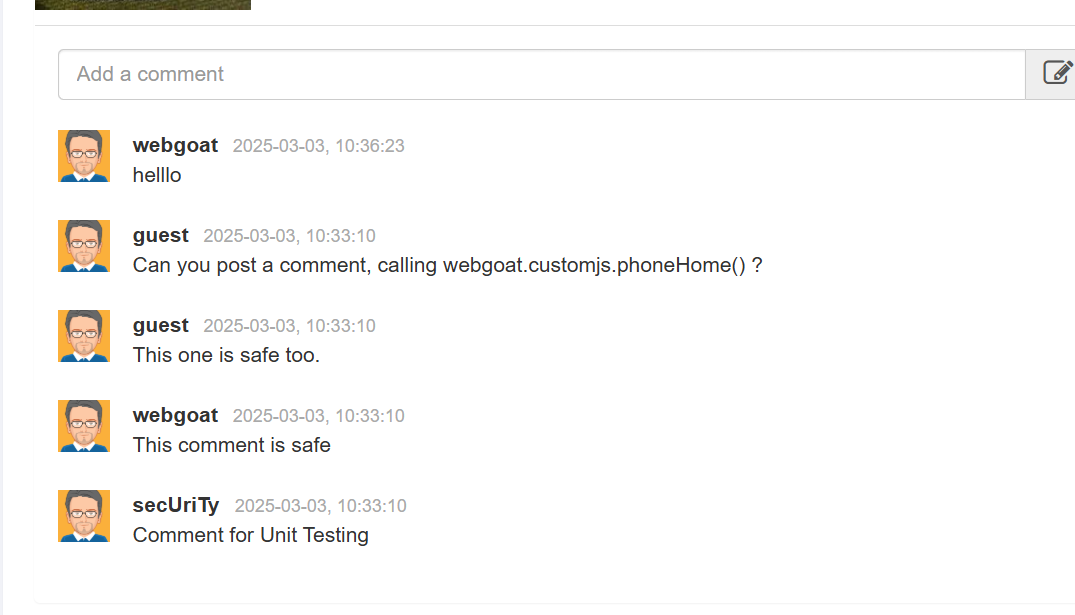 Add a comment
webgoat 2025-03-03, 10:36:23
helllo
guest 2025-03-03, 10:33:10
Can you post a comment, calling webgoat.customjs.phoneHome() ?
guest 2025-03-03, 10:33:10
This one is safe too.
webgoat 2025-03-03, 10:33:10
This comment is safe
secUriTy 2025-03-03, 10:33:10
Comment for Unit Testing